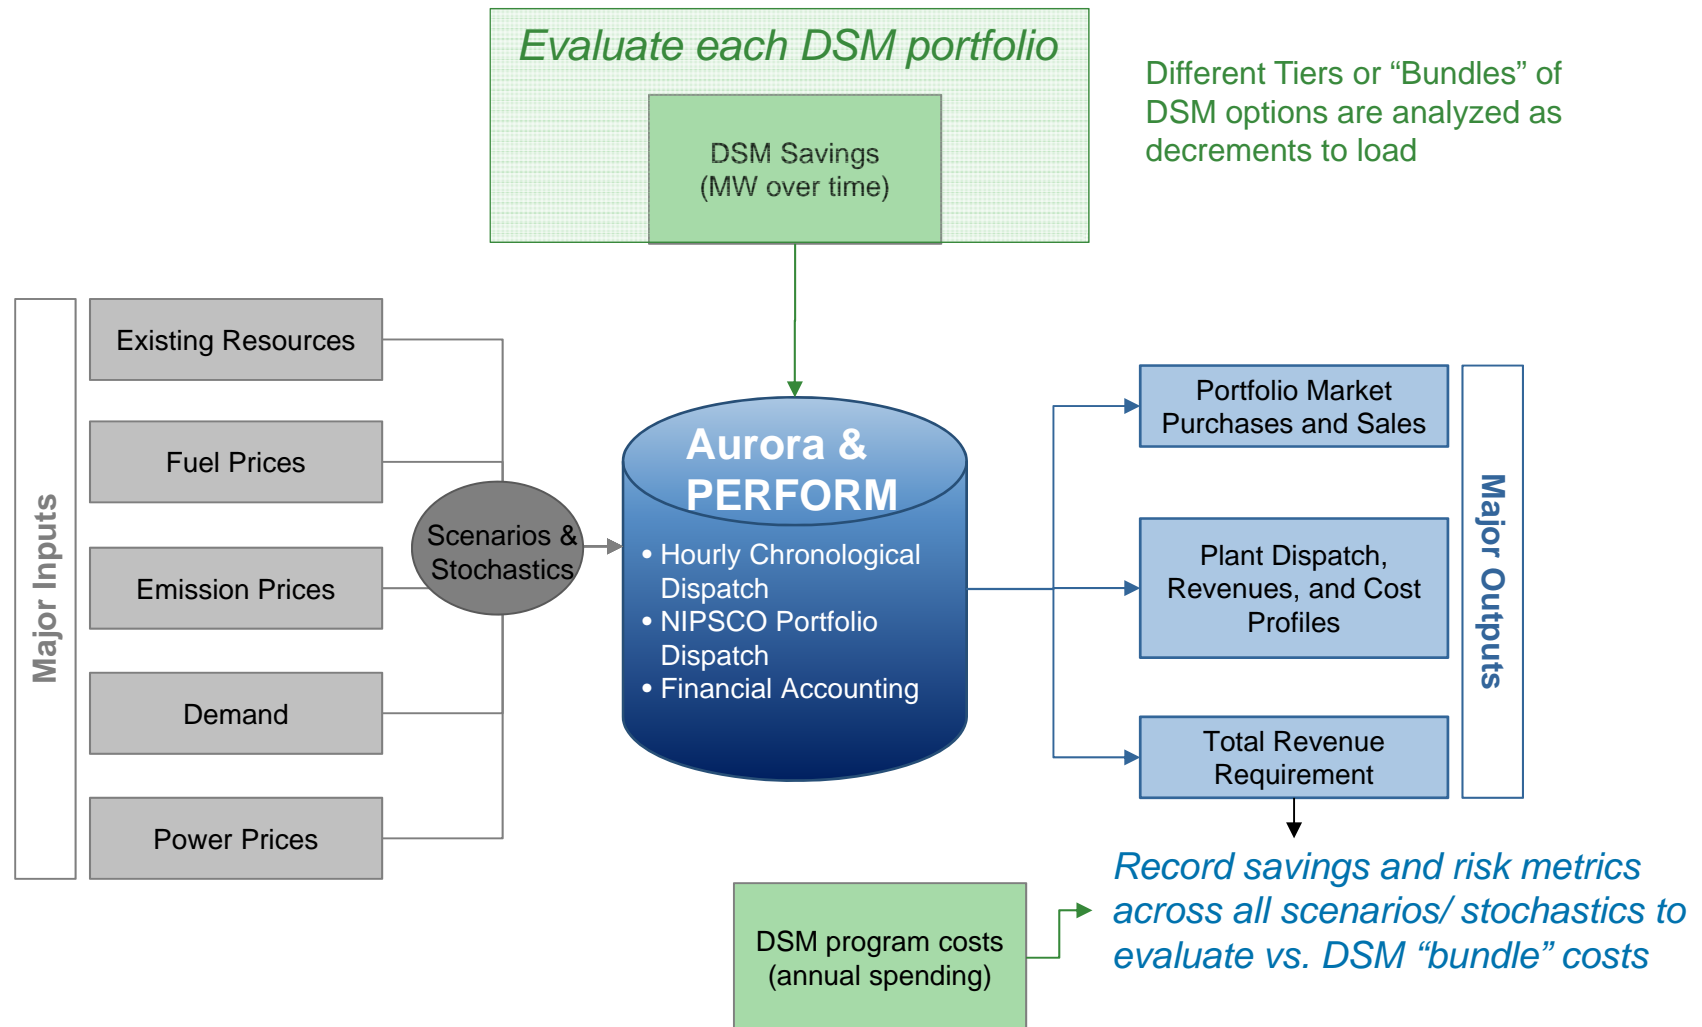 Evaluate each DSM portfolio
DSM Savings
(MW over time)
Different Tiers or “Bundles” of
DSM options are analyzed as
decrements to load
Major Inputs
Existing Resources
Fuel Prices
Emission Prices
Demand
Power Prices
Scenarios &
Stochastics
Aurora &
PERFORM
• Hourly Chronological
Dispatch
• NIPSCO Portfolio
Dispatch
• Financial Accounting
Portfolio Market
Purchases and Sales
Plant Dispatch,
Revenues, and Cost
Profiles
Total Revenue
Requirement
Major Outputs
Record savings and risk metrics
across all scenarios/ stochastics to
evaluate vs. DSM “bundle” costs
DSM program costs
(annual spending)